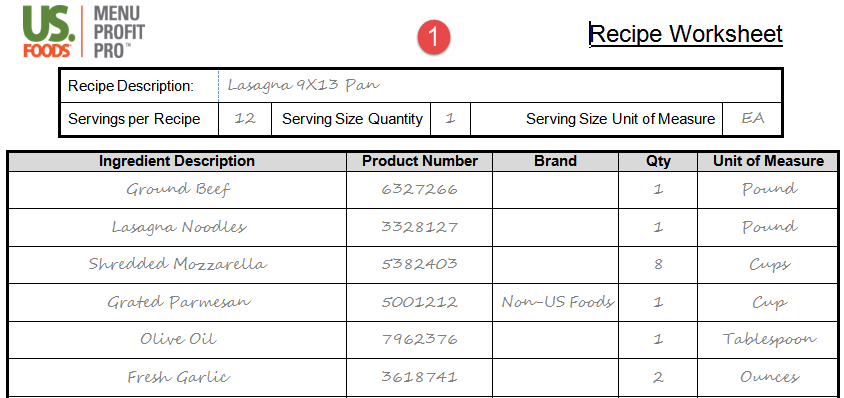 US. FOODS MENU PROFIT PRO™
1
Recipe Worksheet
Recipe Description: Lasagna 9X13 Pan
Servings per Recipe 12 Serving Size Quantity 1 Serving Size Unit of Measure EA
Ingredient Description Product Number Brand Qty Unit of Measure
Ground Beef 6327266 1 Pound
Lasagna Noodles 3328127 1 Pound
Shredded Mozzarella 5382403 8 Cups
Grated Parmesan 5001212 Non-US Foods 1 Cup
Olive Oil 7962376 1 Tablespoon
Fresh Garlic 3618741 2 Ounces